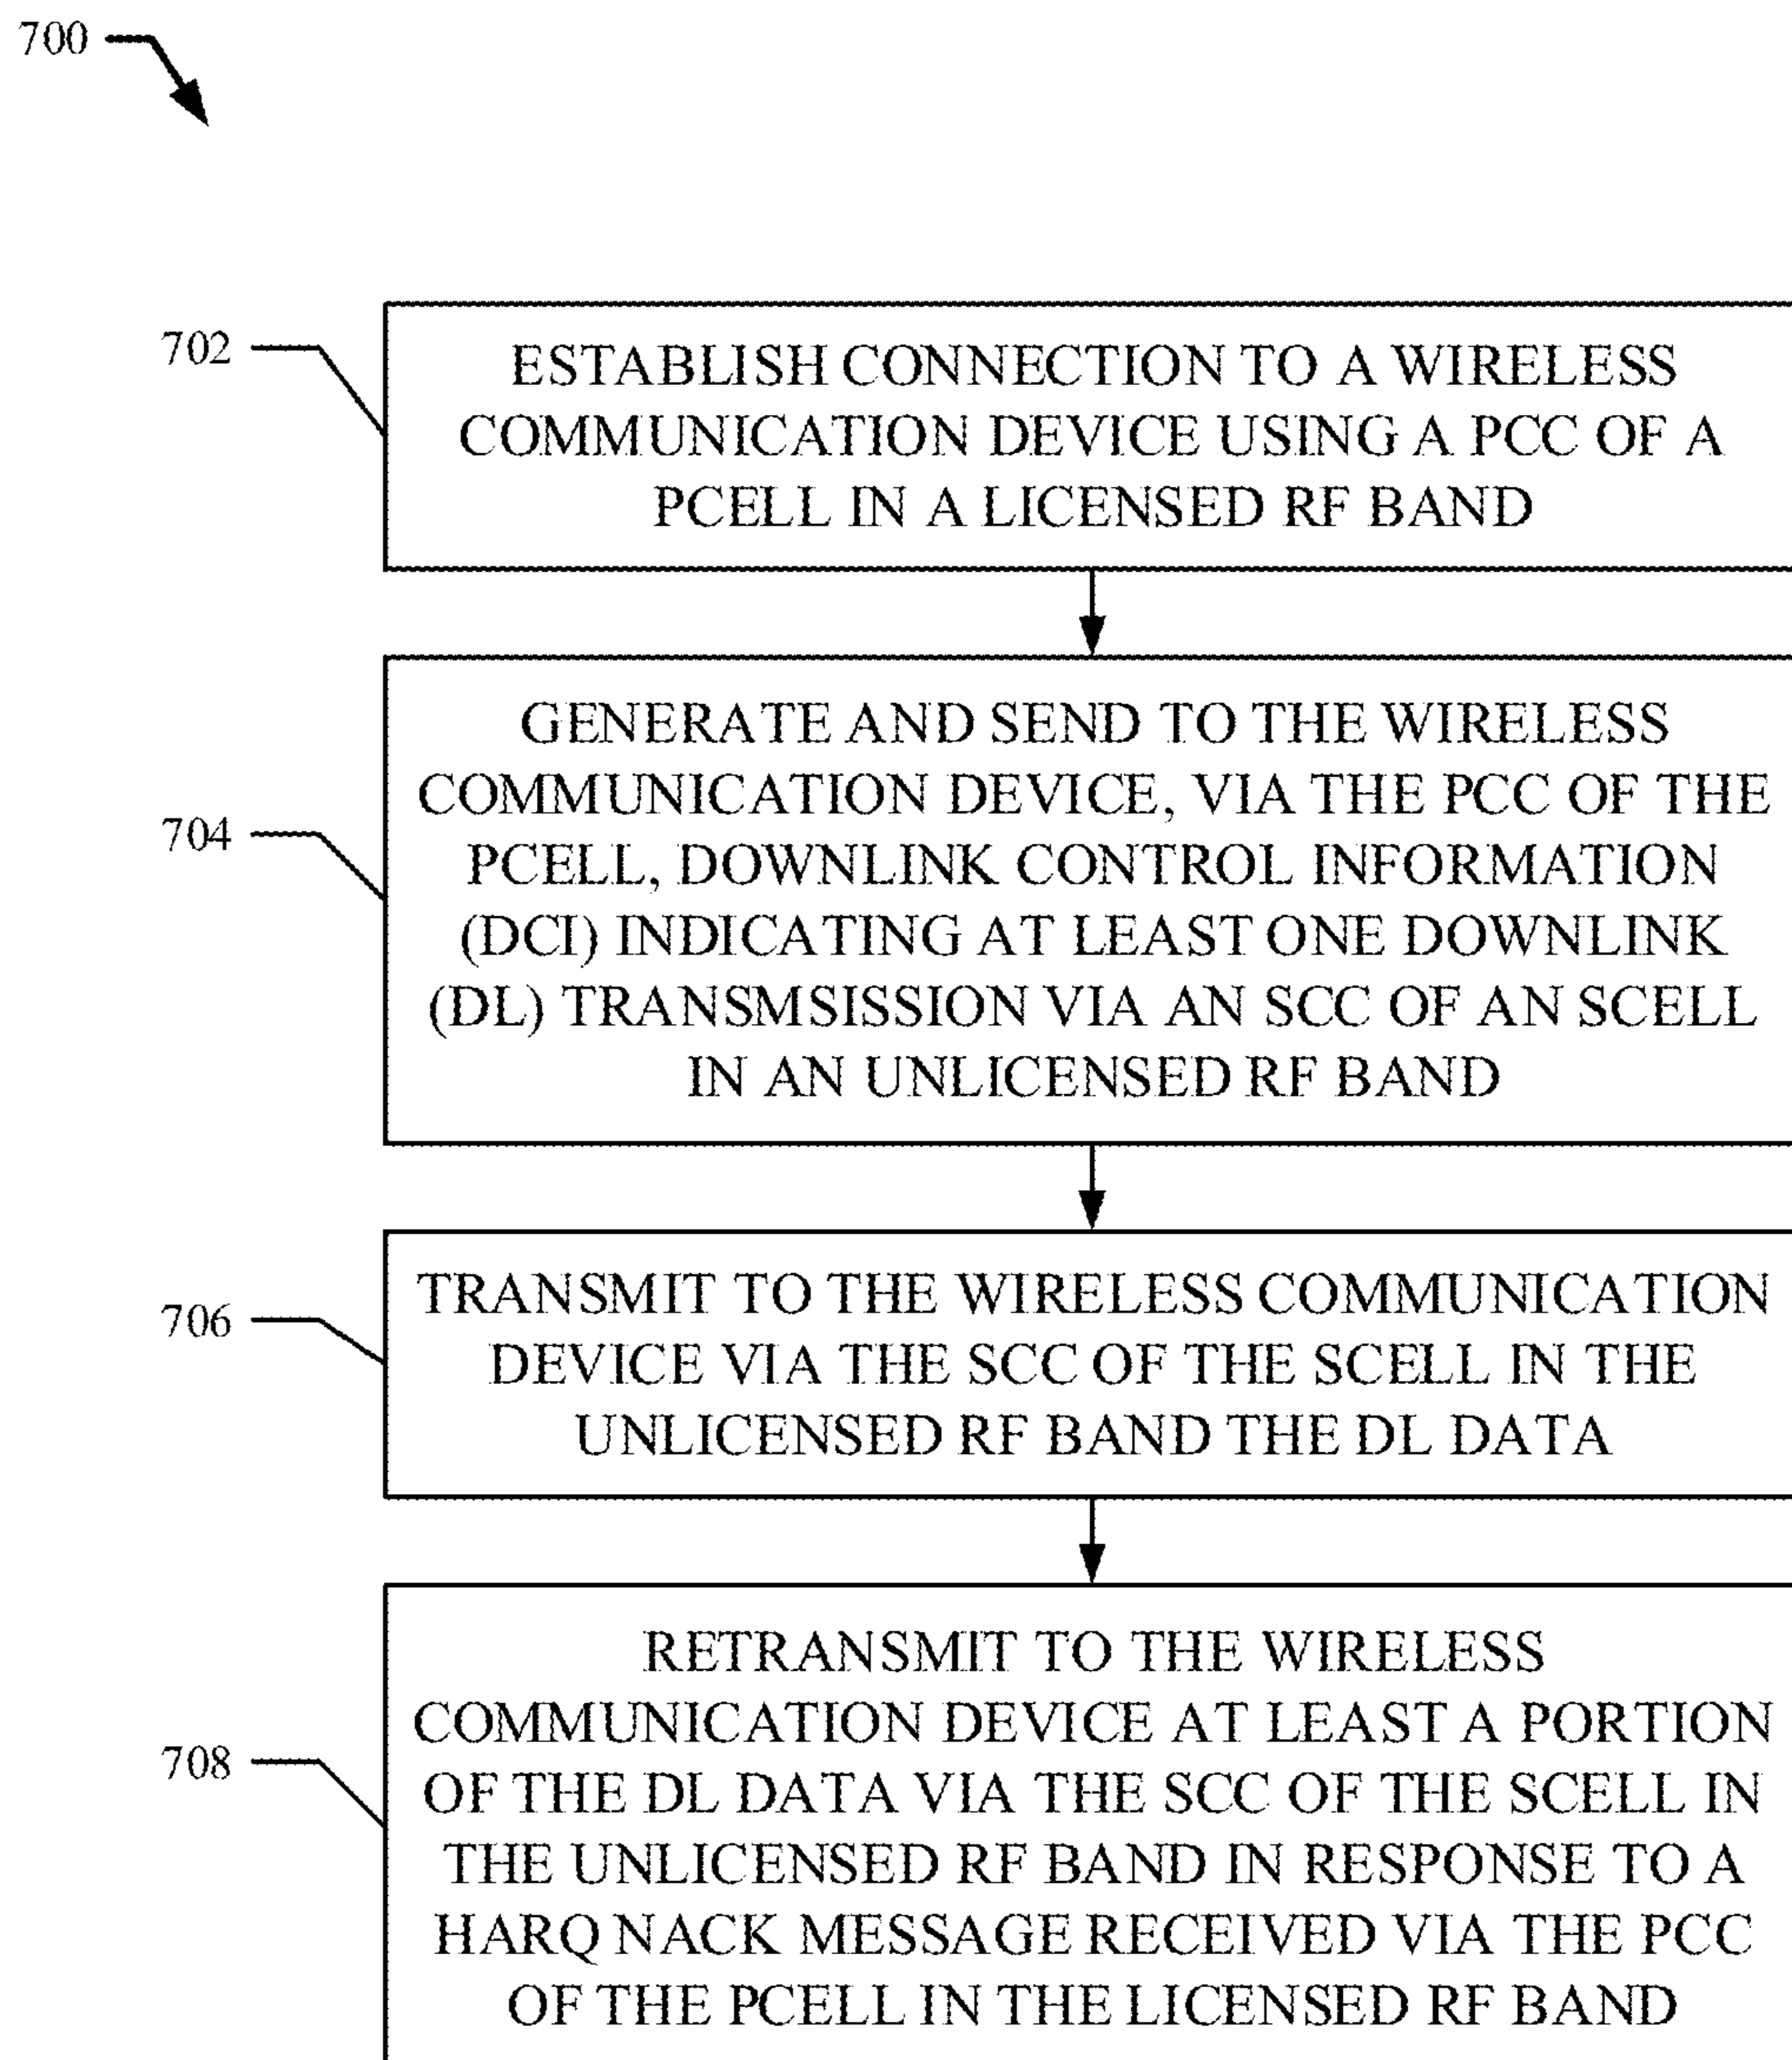 700
702
ESTABLISH CONNECTION TO A WIRELESS
COMMUNICATION DEVICE USING A PCC OF A
PCELL IN A LICENSED RF BAND
704
GENERATE AND SEND TO THE WIRELESS
COMMUNICATION DEVICE, VIA THE PCC OF THE
PCELL, DOWNLINK CONTROL INFORMATION
(DCI) INDICATING AT LEAST ONE DOWNLINK
(DL) TRANSMSISSION VIA AN SCC OF AN SCELL
IN AN UNLICENSED RF BAND
706
TRANSMIT TO THE WIRELESS COMMUNICATION
DEVICE VIA THE SCC OF THE SCELL IN THE
UNLICENSED RF BAND THE DL DATA
708
RETRANSMIT TO THE WIRELESS
COMMUNICATION DEVICE AT LEAST A PORTION
OF THE DL DATA VIA THE SCC OF THE SCELL IN
THE UNLICENSED RF BAND IN RESPONSE TO A
HARQ NACK MESSAGE RECEIVED VIA THE PCC
OF THE PCELL IN THE LICENSED RF BAND